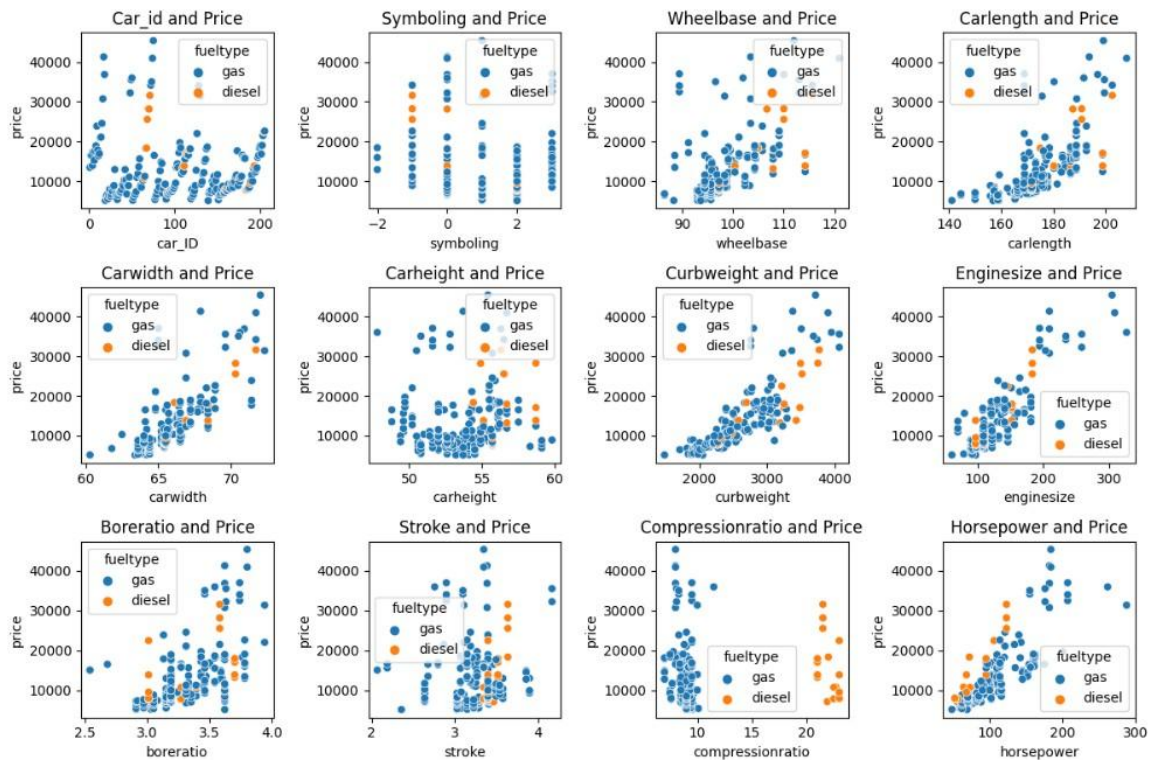 Car_id and Price
Symboling and Price
Wheelbase and Price
Carlength and Price
price
40000
30000
20000
10000
fueltype
gas
diesel
0
100
200
car_ID
price
40000
30000
20000
10000
fueltype
gas
diesel
−2
−1
0
1
2
3
symboling
price
40000
30000
20000
10000
fueltype
gas
diesel
90
100
110
120
wheelbase
price
40000
30000
20000
10000
fueltype
gas
diesel
140
150
160
170
180
190
200
210
carlength
Carwidth and Price
Carheight and Price
Curbweight and Price
Enginesize and Price
price
40000
30000
20000
10000
fueltype
gas
diesel
60
65
70
carwidth
price
40000
30000
20000
10000
fueltype
gas
diesel
50
55
60
carheight
price
40000
30000
20000
10000
fueltype
gas
diesel
2000
3000
4000
curbweight
price
40000
30000
20000
10000
fueltype
gas
diesel
100
200
300
enginesize
Boreratio and Price
Stroke and Price
Compressionratio and Price
Horsepower and Price
price
40000
30000
20000
10000
fueltype
gas
diesel
2.5
3.0
3.5
4.0
boreratio
price
40000
30000
20000
10000
fueltype
gas
diesel
2
3
4
stroke
price
40000
30000
20000
10000
fueltype
gas
diesel
10
15
20
compressionratio
price
40000
30000
20000
10000
fueltype
gas
diesel
100
200
300
horsepower